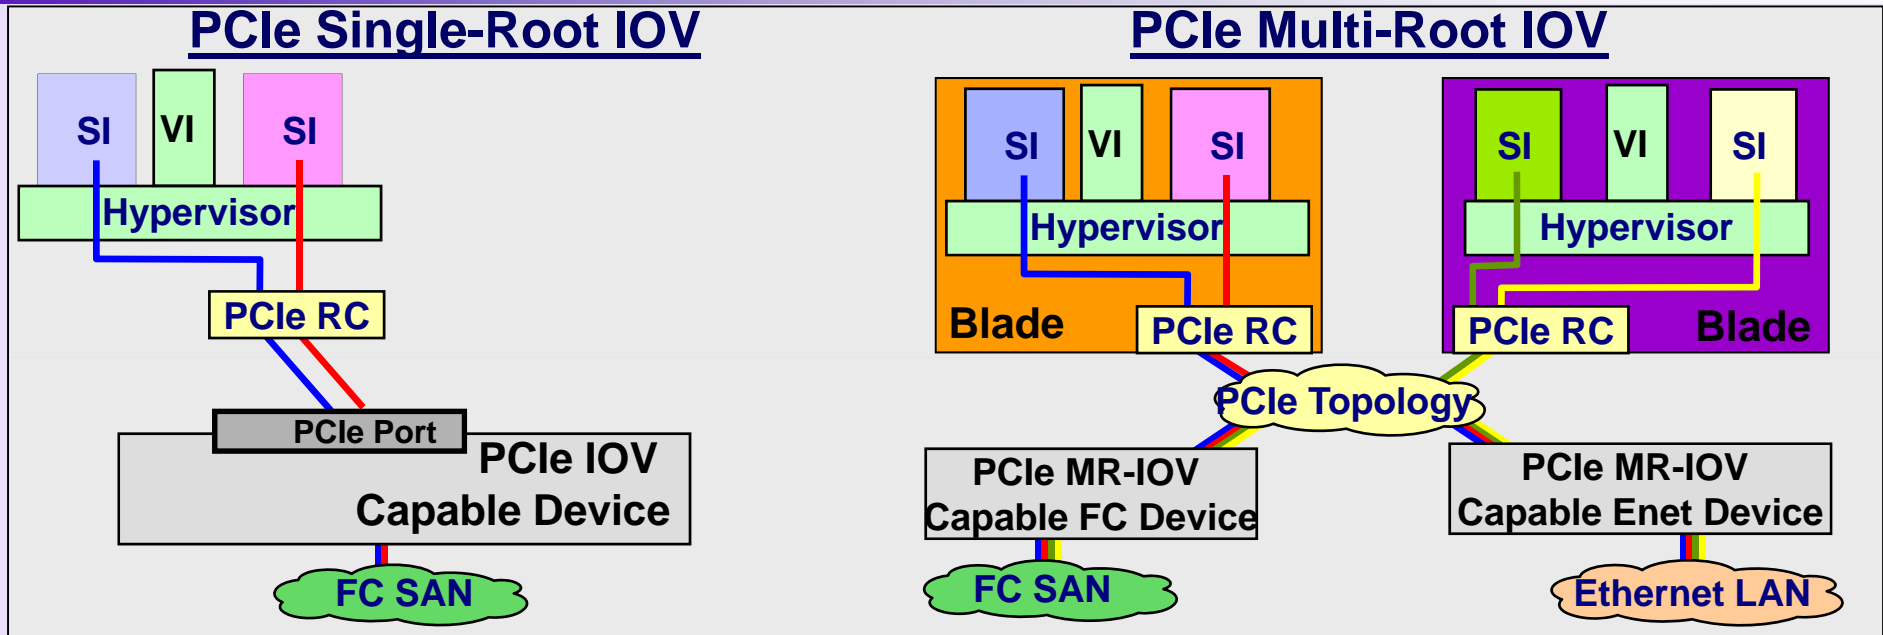 PCIe Single-Root IOV
SI
VI
SI
Hypervisor
PCIe RC
PCIe Port
PCIe IOV
Capable Device
FC SAN
PCIe Multi-Root IOV
SI
VI
SI
Hypervisor
Blade
PCIe RC
SI
VI
SI
Hypervisor
PCIe RC
Blade
PCIe Topology
PCIe MR-IOV
Capable FC Device
FC SAN
PCIe MR-IOV
Capable Enet Device
Ethernet LAN